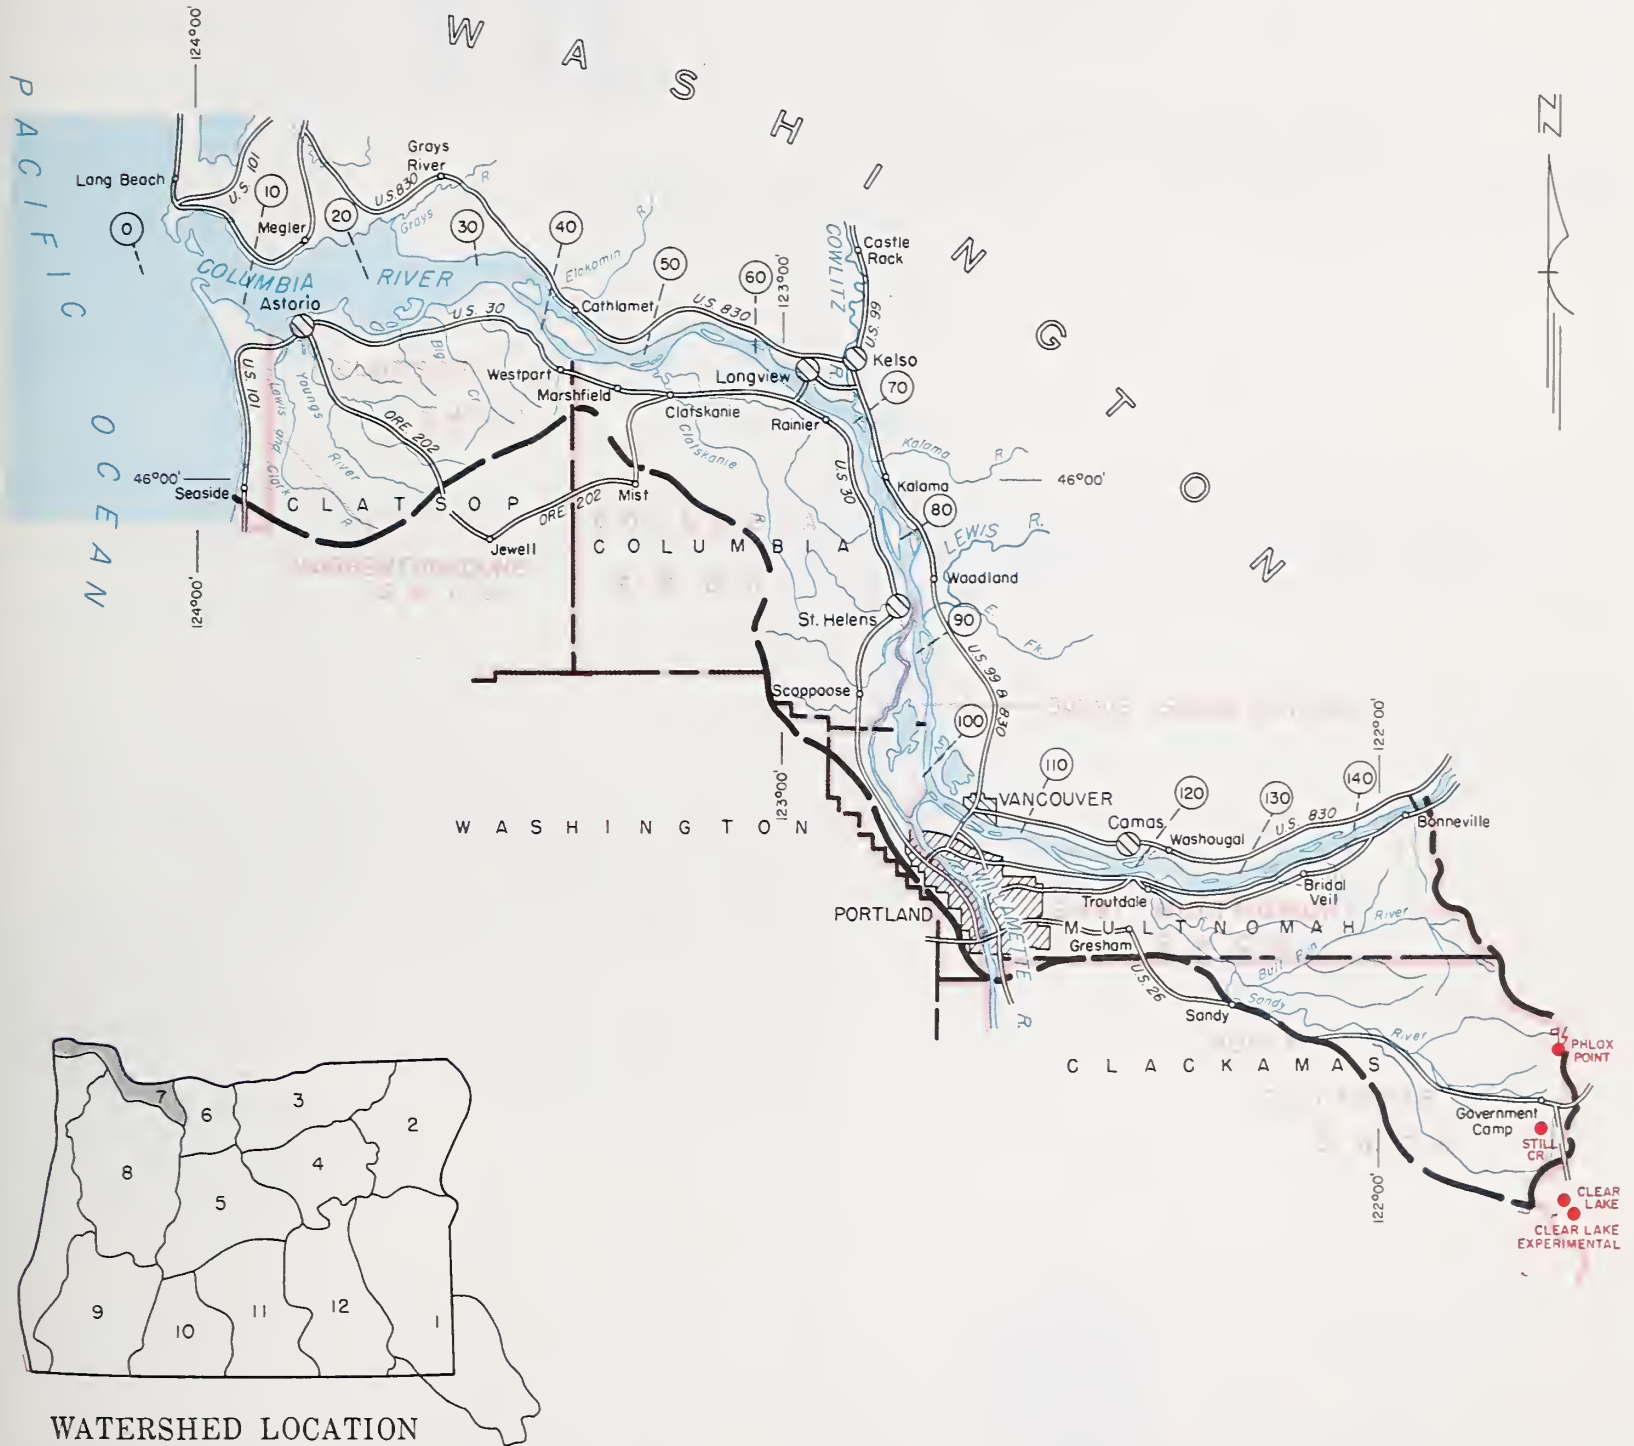 WASHINGTON
124°00'
PACIFIC OCEAN
Long Beach
U.S. 101
0
10
Megler
20
U.S. 830
Grays River
Grays R
30
40
Elokomin R
COLUMBIA RIVER
Astoria
U.S. 30
Cathlamet
50
U.S. 830
60
123°00'
COWLITZ R.
Castle Rock
U.S. 99
Kelso
Longview
70
Westport
Marshfield
Clatskanie
Rainier
Big Cr
Youngs River
Lewis and Clark R
U.S. 101
ORE. 202
Clatskanie R
U.S. 30
Kalama R
Kalama
46°00'
46°00'
Seaside
CLATSOP
Mist
ORE 202
Jewell
COLUMBIA
80
LEWIS R.
Woodland
E. Fk.
St. Helens
90
U.S. 99 & 830
124°00'
Scappoose
100
123°00'
WASHINGTON
VANCOUVER
110
Camas
Washougal
120
130
140
122°00'
U.S. 830
Bonneville
Bridal Veil
Troutdale
PORTLAND
WILLAMETTE R.
MULTNOMAH
Gresham
U.S. 26
Bull Run River
Sandy
Sandy River
CLACKAMAS
PHLOX POINT
Government Camp
STILL CR
122°00'
CLEAR LAKE
CLEAR LAKE EXPERIMENTAL
7
6
3
2
8
5
4
9
10
11
12
1
WATERSHED LOCATION